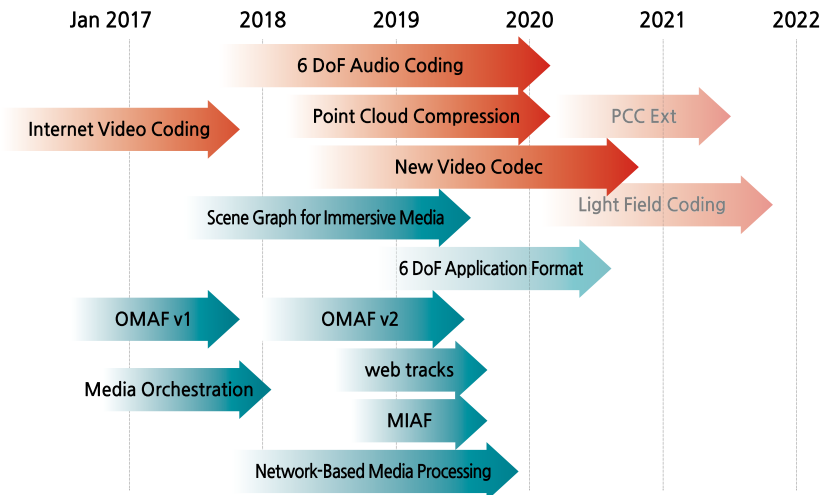 Jan 2017 2018 2019 2020 2021 2022
6 DoF Audio Coding
Point Cloud Compression
PCC Ext
Internet Video Coding
New Video Codec
Light Field Coding
Scene Graph for Immersive Media
6 DoF Application Format
OMAF v1
OMAF v2
web tracks
Media Orchestration
MIAF
Network-Based Media Processing